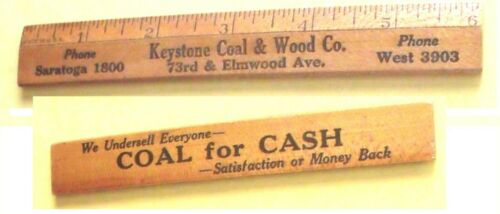 1 2 3 4 5 6
Phone
Saratoga 1800
Keystone Coal & Wood Co.
73rd & Elmwood Ave.
Phone
West 3903
We Undersell Everyone—
COAL for CASH
—Satisfaction or Money Back